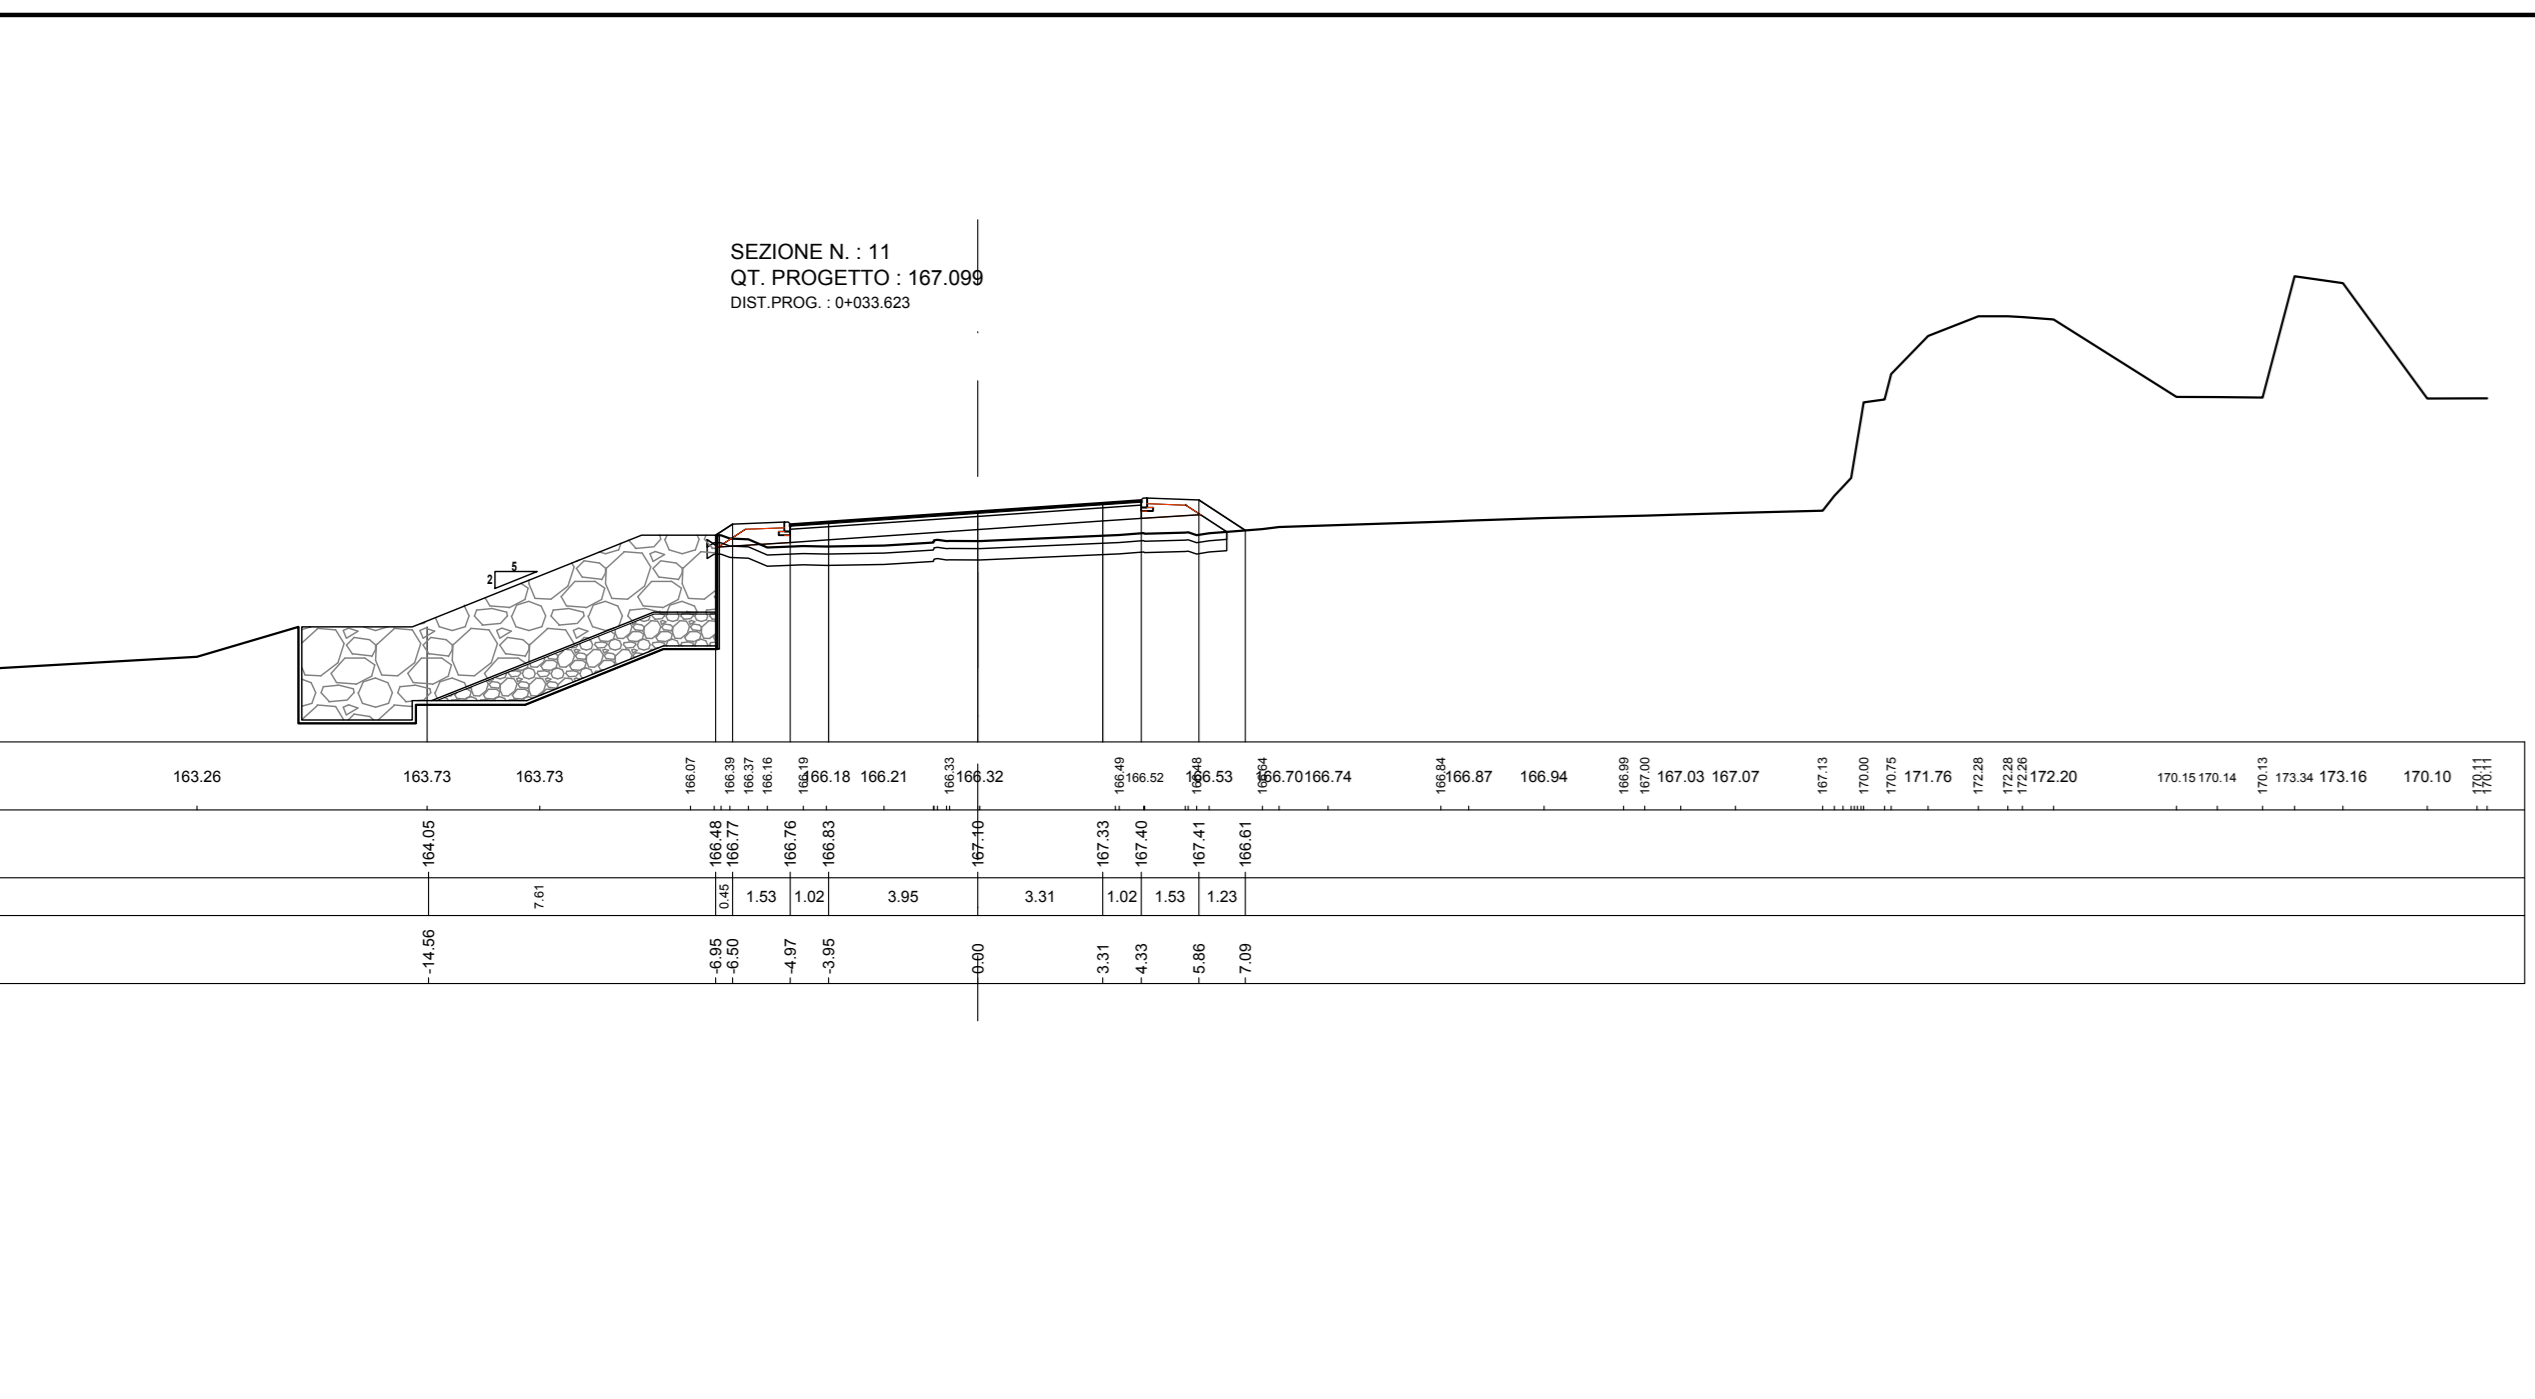 SEZIONE N. : 11
QT. PROGETTO : 167.099
DIST.PROG. : 0+033.623
5
2
163.26 163.73 163.73 166.07 166.39 166.37 166.16 166.19 166.18 166.21 166.33 166.32 166.49 166.52 166.48 166.53 166.64 166.70 166.74 166.84 166.87 166.94 166.99 167.00 167.03 167.07 167.13 170.00 170.75 171.76 172.28 172.28 172.26 172.20 170.15 170.14 170.13 173.34 173.16 170.10 170.11 170.11
164.05 166.48 166.77 166.76 166.83 167.10 167.33 167.40 167.41 166.61
7.61 0.45 1.53 1.02 3.95 3.31 1.02 1.53 1.23
-14.56 -6.95 -6.50 -4.97 -3.95 0.00 3.31 4.33 5.86 7.09